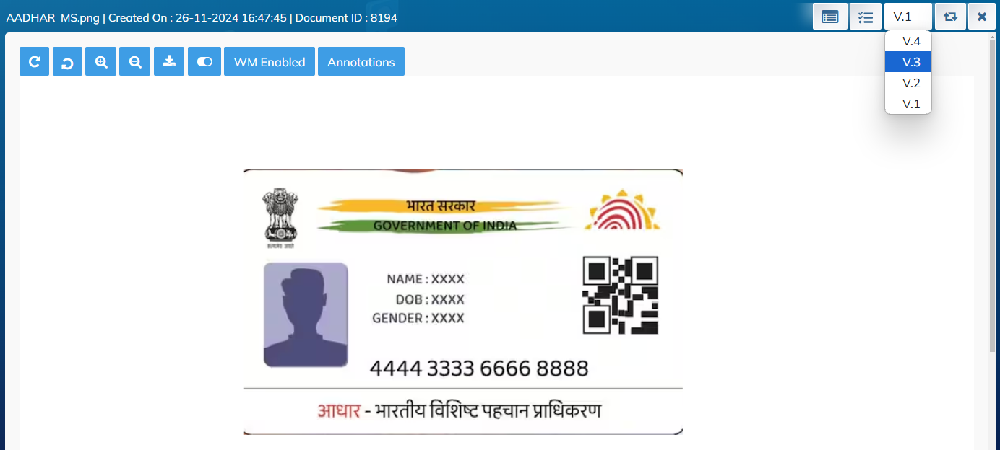 AADHAR_MS.png | Created On : 26-11-2024 16:47:45 | Document ID : 8194
V.1
V.4
V.3
V.2
V.1
WM Enabled
Annotations
भारत सरकार
GOVERNMENT OF INDIA
सत्यमेव जयते
NAME : XXXX
DOB : XXXX
GENDER : XXXX
4444 3333 6666 8888
आधार - भारतीय विशिष्ट पहचान प्राधिकरण